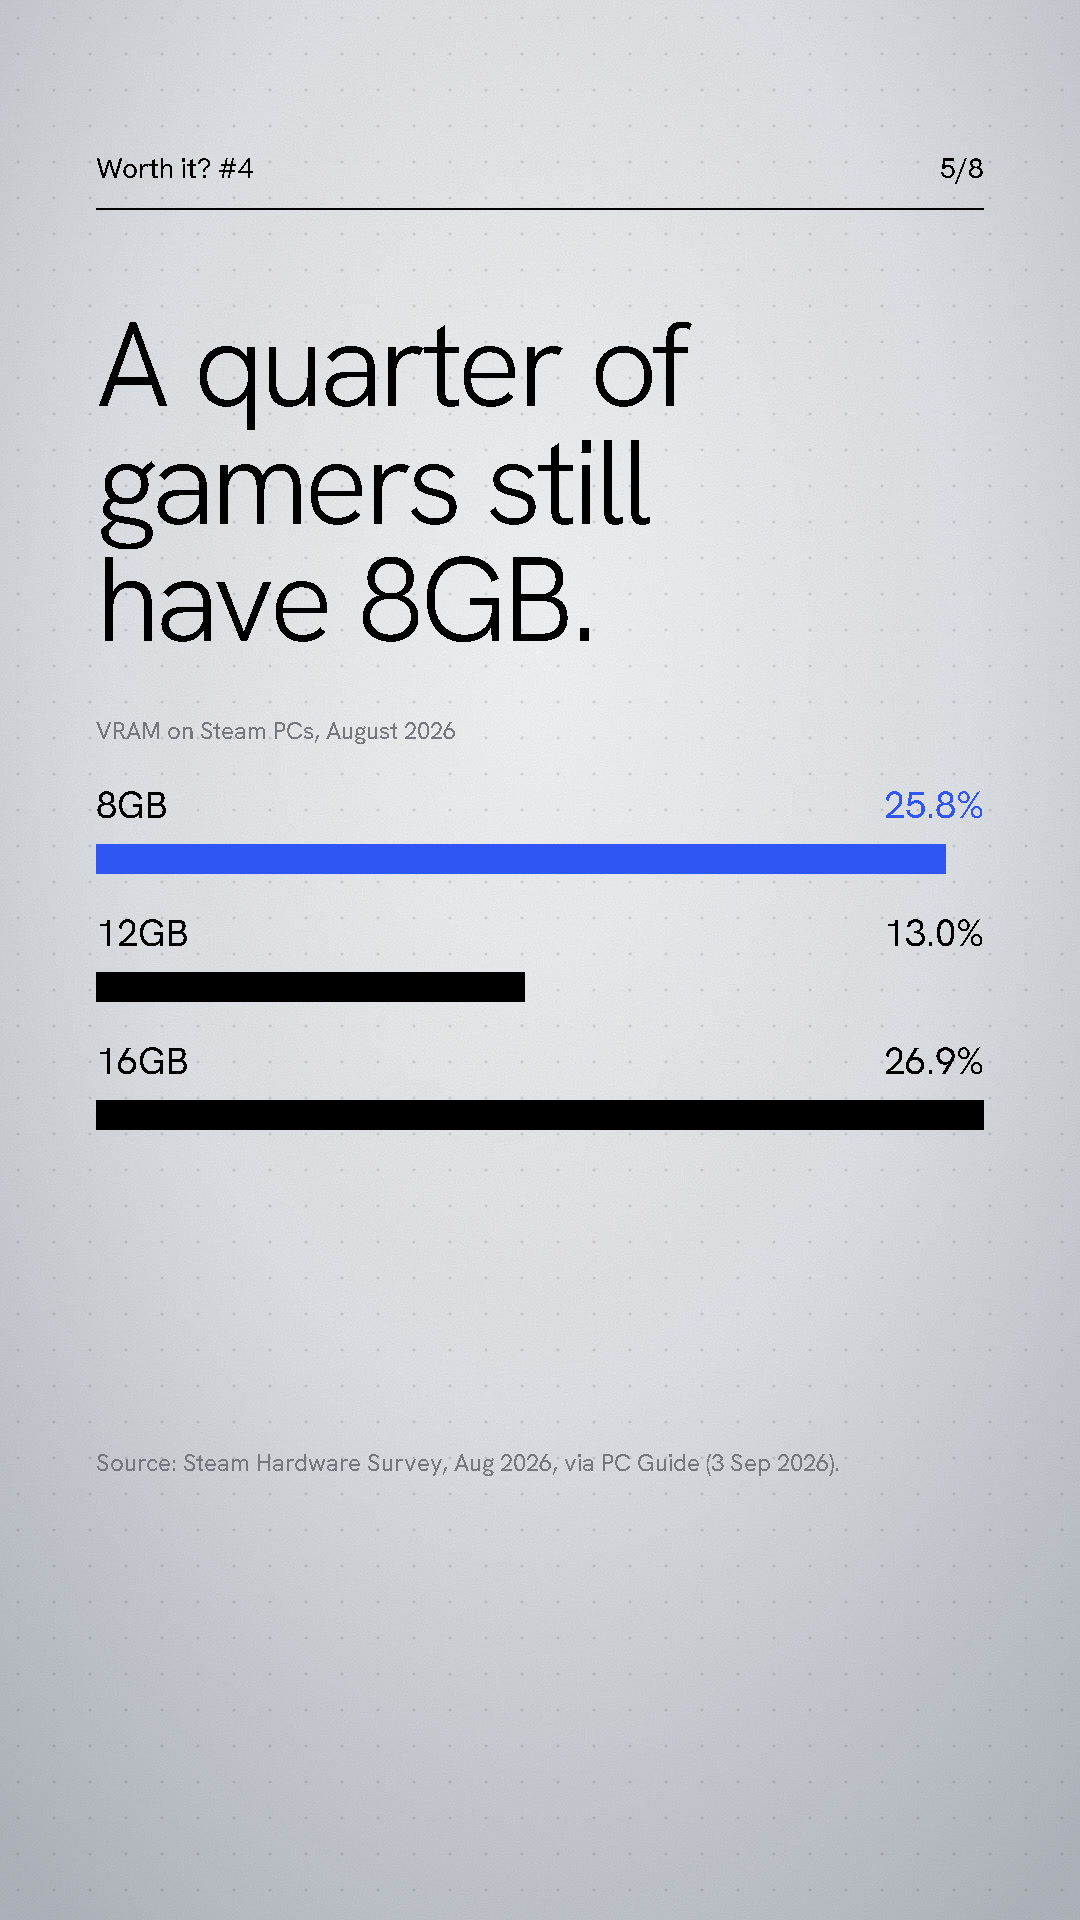 Worth it? #4
5/8
A quarter of
gamers still
have 8GB.
VRAM on Steam PCs, August 2026
8GB
25.8%
12GB
13.0%
16GB
26.9%
Source: Steam Hardware Survey, Aug 2026, via PC Guide (3 Sep 2026).